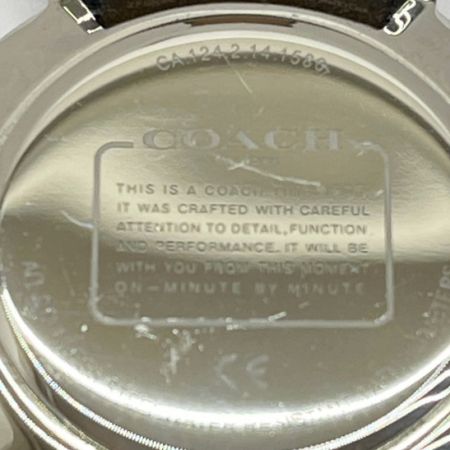 CA.124.2.14.1586
COACH
THIS IS A COACH
IT WAS CRAFTED WITH CAREFUL
ATTENTION TO DETAIL, FUNCTION
AND PERFORMANCE. IT WILL BE
WITH YOU FROM THIS MOMENT
ON-MINUTE BY MINUTE
CE